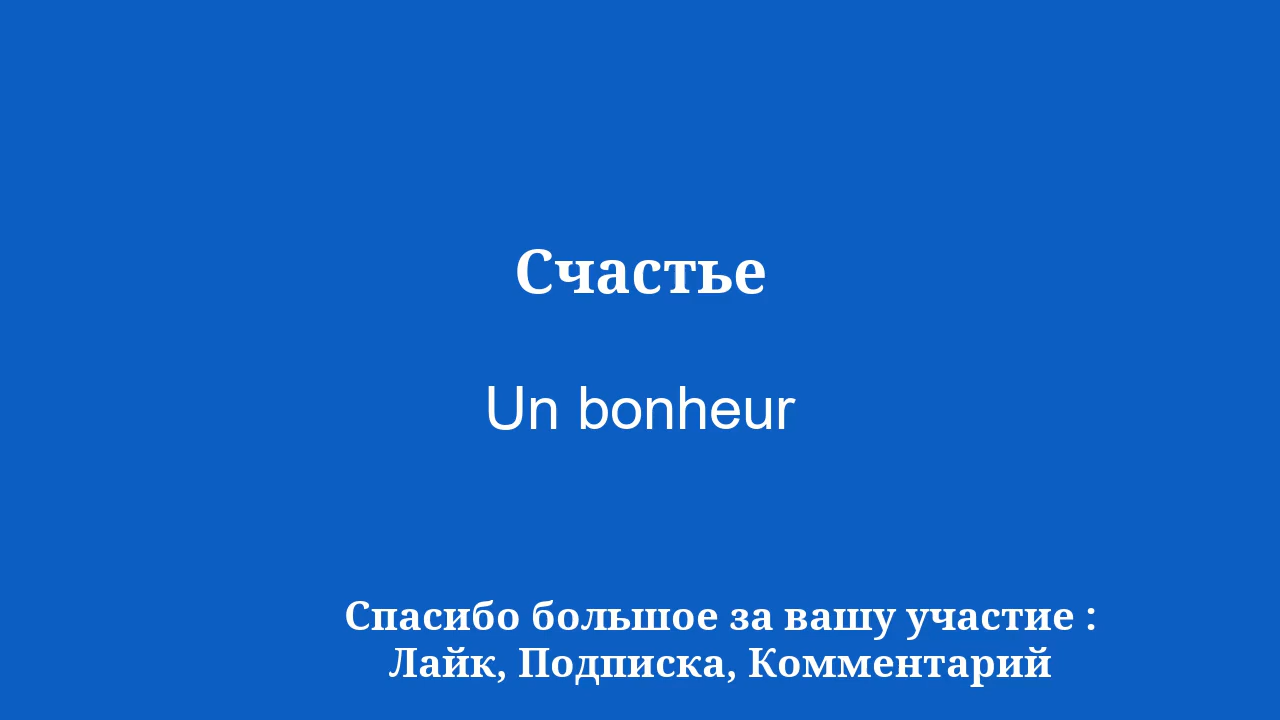 Счастье
Un bonheur
Спасибо большое за вашу участие :
Лайк, Подписка, Комментарий